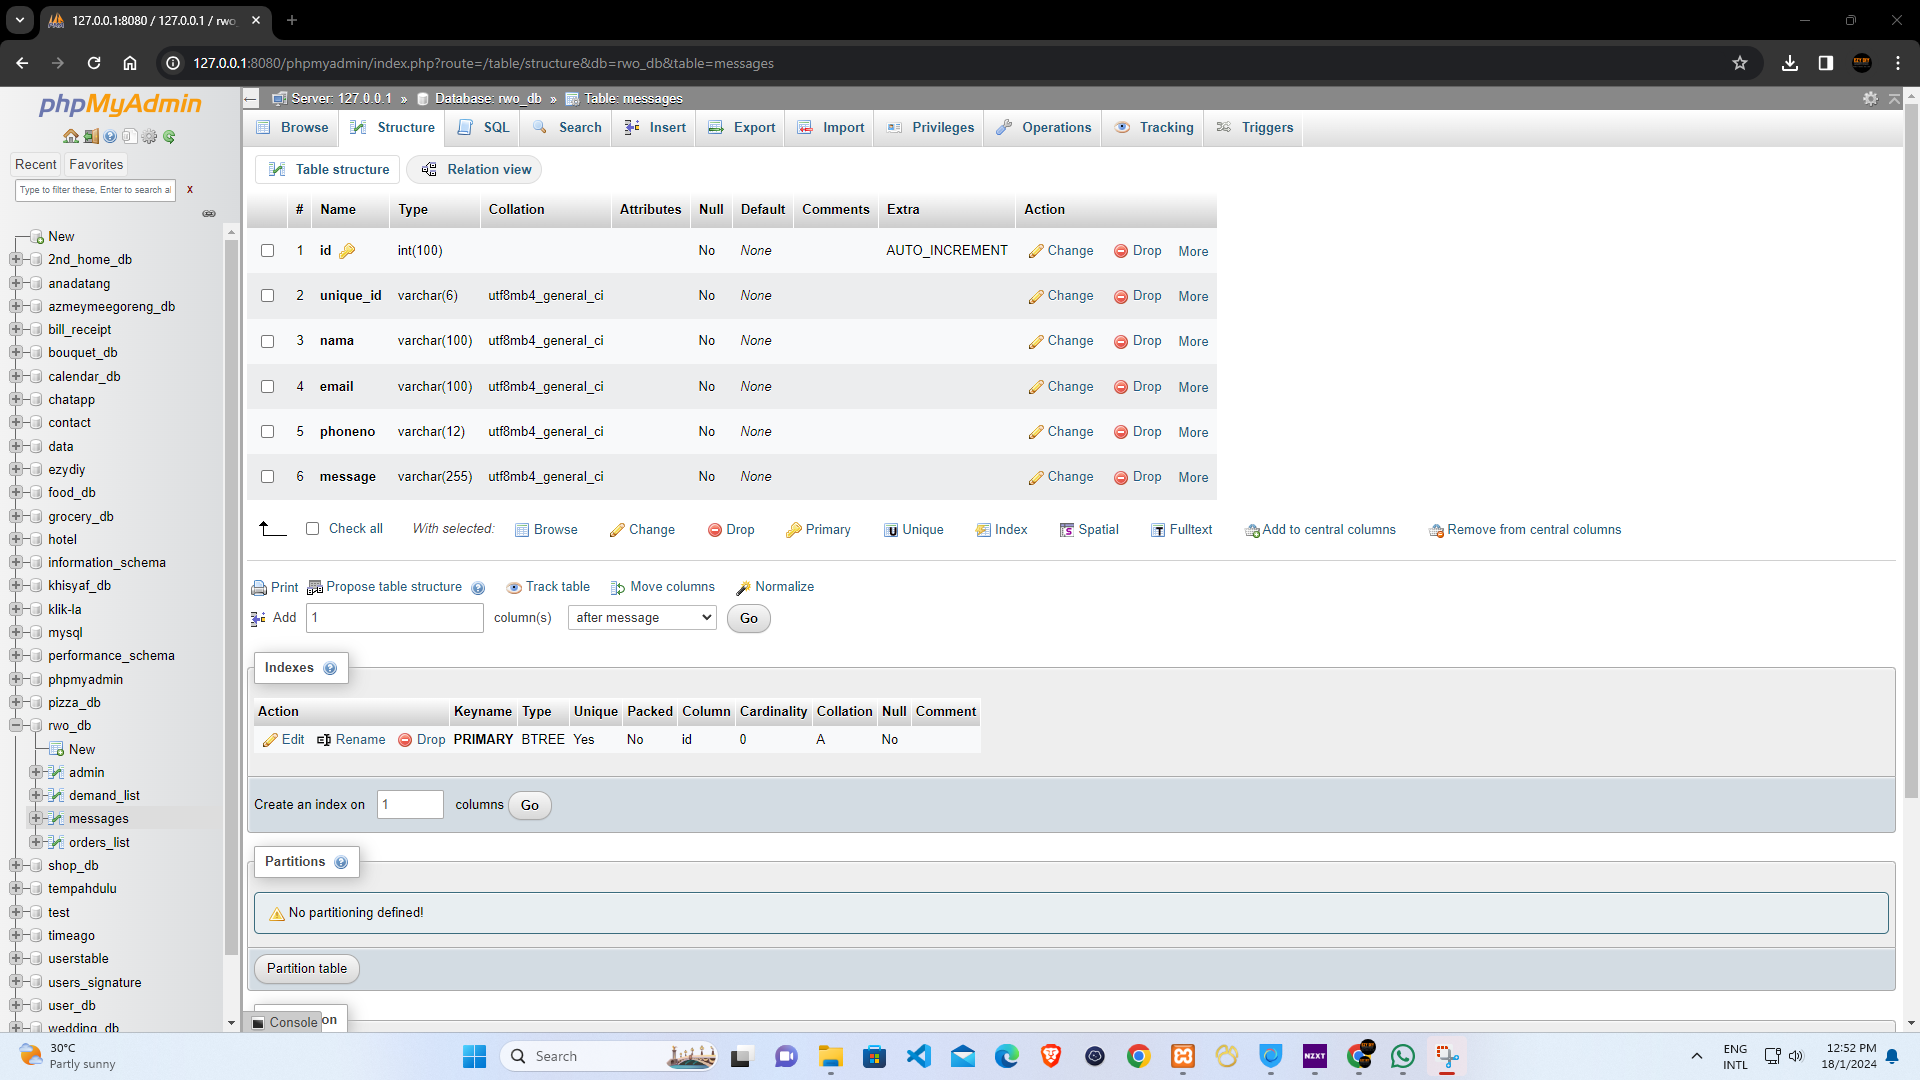 127.0.0.1:8080 / 127.0.0.1 / rwo
127.0.0.1:8080/phpmyadmin/index.php?route=/table/structure&db=rwo_db&table=messages
phpMyAdmin
Recent Favorites
Type to filter these, Enter to search al X
New
2nd_home_db
anadatang
azmeymeegoreng_db
bill_receipt
bouquet_db
calendar_db
chatapp
contact
data
ezydiy
food_db
grocery_db
hotel
information_schema
khisyaf_db
klik-la
mysql
performance_schema
phpmyadmin
pizza_db
rwo_db
New
admin
demand_list
messages
orders_list
shop_db
tempahdulu
test
timeago
userstable
users_signature
user_db
wedding_db
Server: 127.0.0.1 » Database: rwo_db » Table: messages
Browse Structure SQL Search Insert Export Import Privileges Operations Tracking Triggers
Table structure Relation view
# Name Type Collation Attributes Null Default Comments Extra Action
1 id int(100) No None AUTO_INCREMENT Change Drop More
2 unique_id varchar(6) utf8mb4_general_ci No None Change Drop More
3 nama varchar(100) utf8mb4_general_ci No None Change Drop More
4 email varchar(100) utf8mb4_general_ci No None Change Drop More
5 phoneno varchar(12) utf8mb4_general_ci No None Change Drop More
6 message varchar(255) utf8mb4_general_ci No None Change Drop More
Check all With selected: Browse Change Drop Primary Unique Index Spatial Fulltext Add to central columns Remove from central columns
Print Propose table structure Track table Move columns Normalize
Add 1 column(s) after message Go
Indexes
Action Keyname Type Unique Packed Column Cardinality Collation Null Comment
Edit Rename Drop PRIMARY BTREE Yes No id 0 A No
Create an index on 1 columns Go
Partitions
No partitioning defined!
Partition table
Console on
30°C
Partly sunny
Search
NZXT
ENG
INTL
12:52 PM
18/1/2024